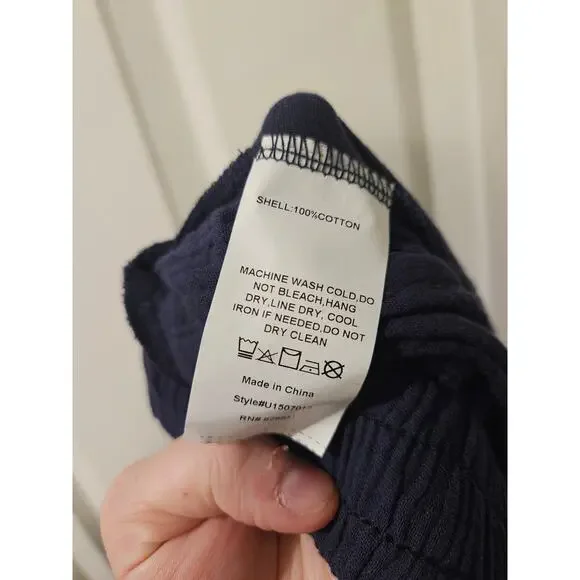 SHELL:100%COTTON
MACHINE WASH COLD,DO
NOT BLEACH,HANG
DRY,LINE DRY, COOL
IRON IF NEEDED,DO NOT
DRY CLEAN
Made in China
RN#